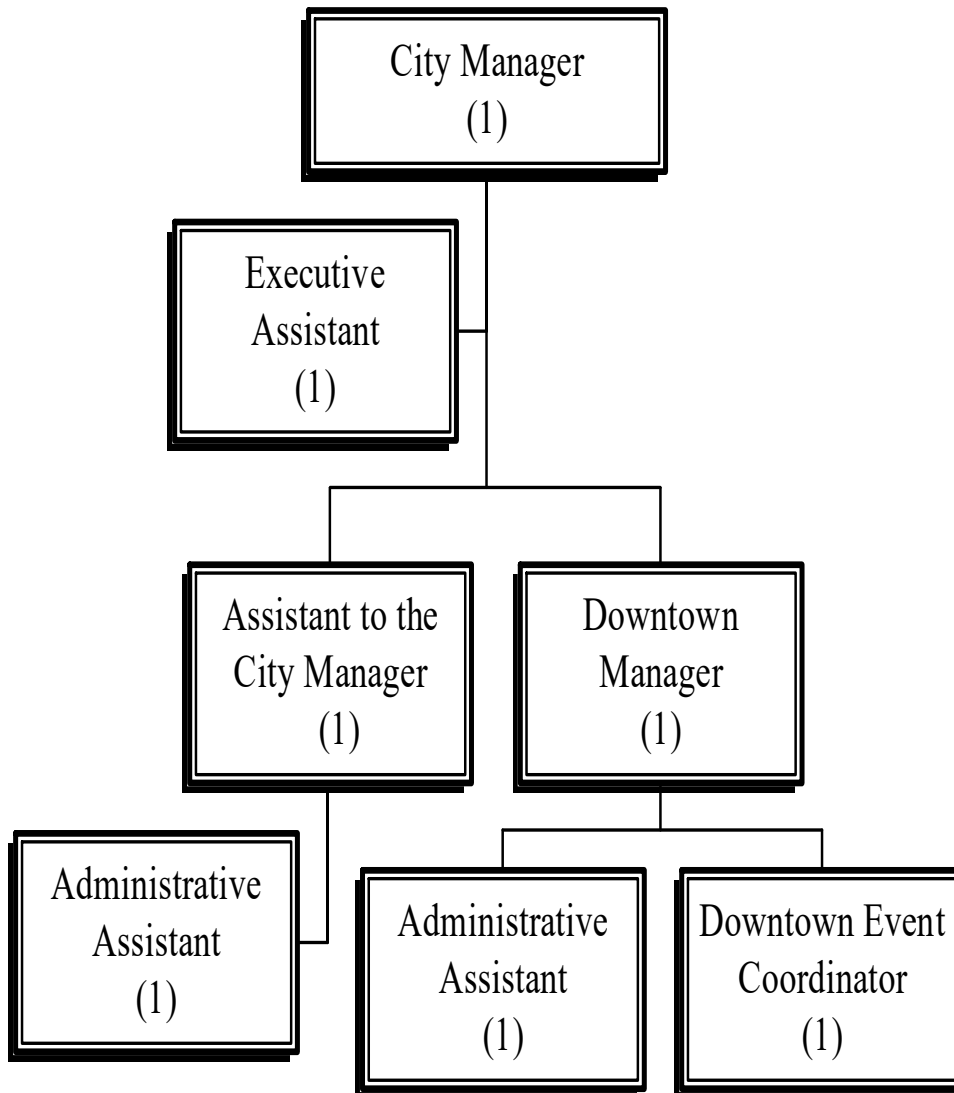 City Manager
(1)
Executive
Assistant
(1)
Assistant to the
City Manager
(1)
Downtown
Manager
(1)
Administrative
Assistant
(1)
Administrative
Assistant
(1)
Downtown Event
Coordinator
(1)